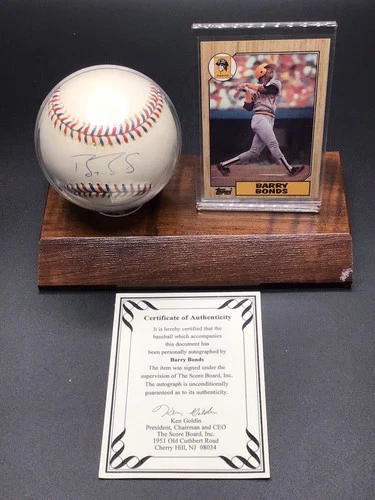 Topps
BARRY
BONDS
Certificate of Authenticity
It is hereby certified that the
baseball which accompanies
this document has
been personally autographed by
Barry Bonds
The item was signed under the
supervision of The Score Board, Inc.
The autograph is unconditionally
guaranteed as to its authenticity.
Ken Goldin
Ken Goldin
President, Chairman and CEO
The Score Board, Inc.
1951 Old Cuthbert Road
Cherry Hill, NJ 08034